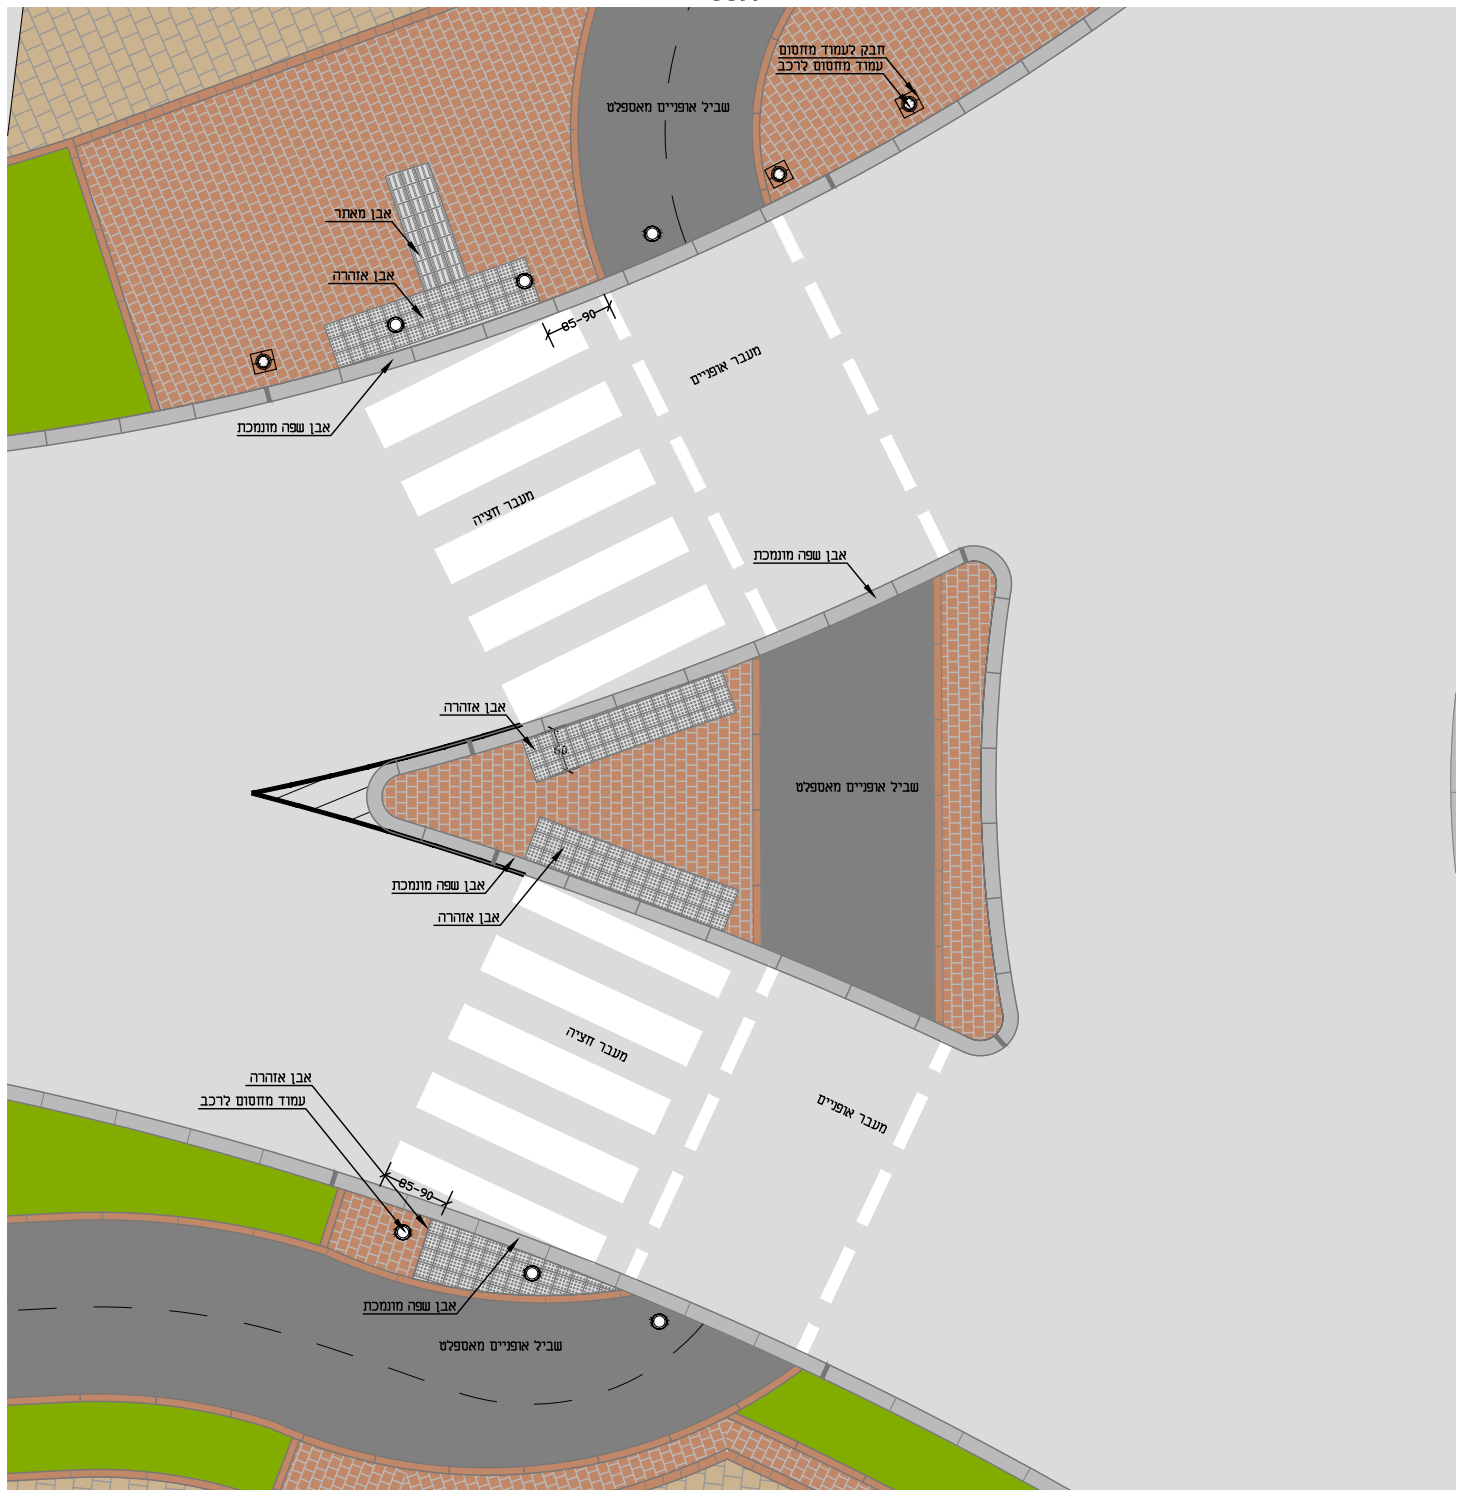 חבק לעמוד מחסום
עמוד מחסום לרכב
שביל אופניים מאספלט
אבן מאתר
אבן אזהרה
85-90
מעבר אופניים
אבן שפה מונמכת
מעבר חציה
אבן שפה מונמכת
אבן אזהרה
60
שביל אופניים מאספלט
אבן שפה מונמכת
אבן אזהרה
מעבר חציה
אבן אזהרה
עמוד מחסום לרכב
מעבר אופניים
85-90
אבן שפה מונמכת
שביל אופניים מאספלט